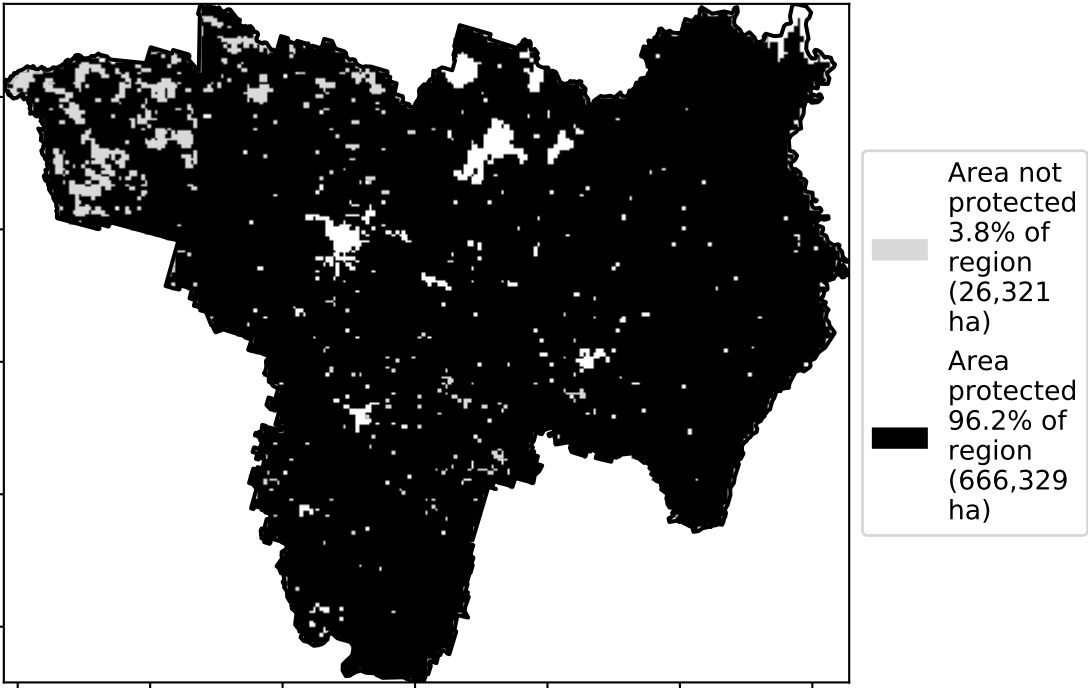 Area not
protected
3.8% of
region
(26,321
ha)
Area
protected
96.2% of
region
(666,329
ha)